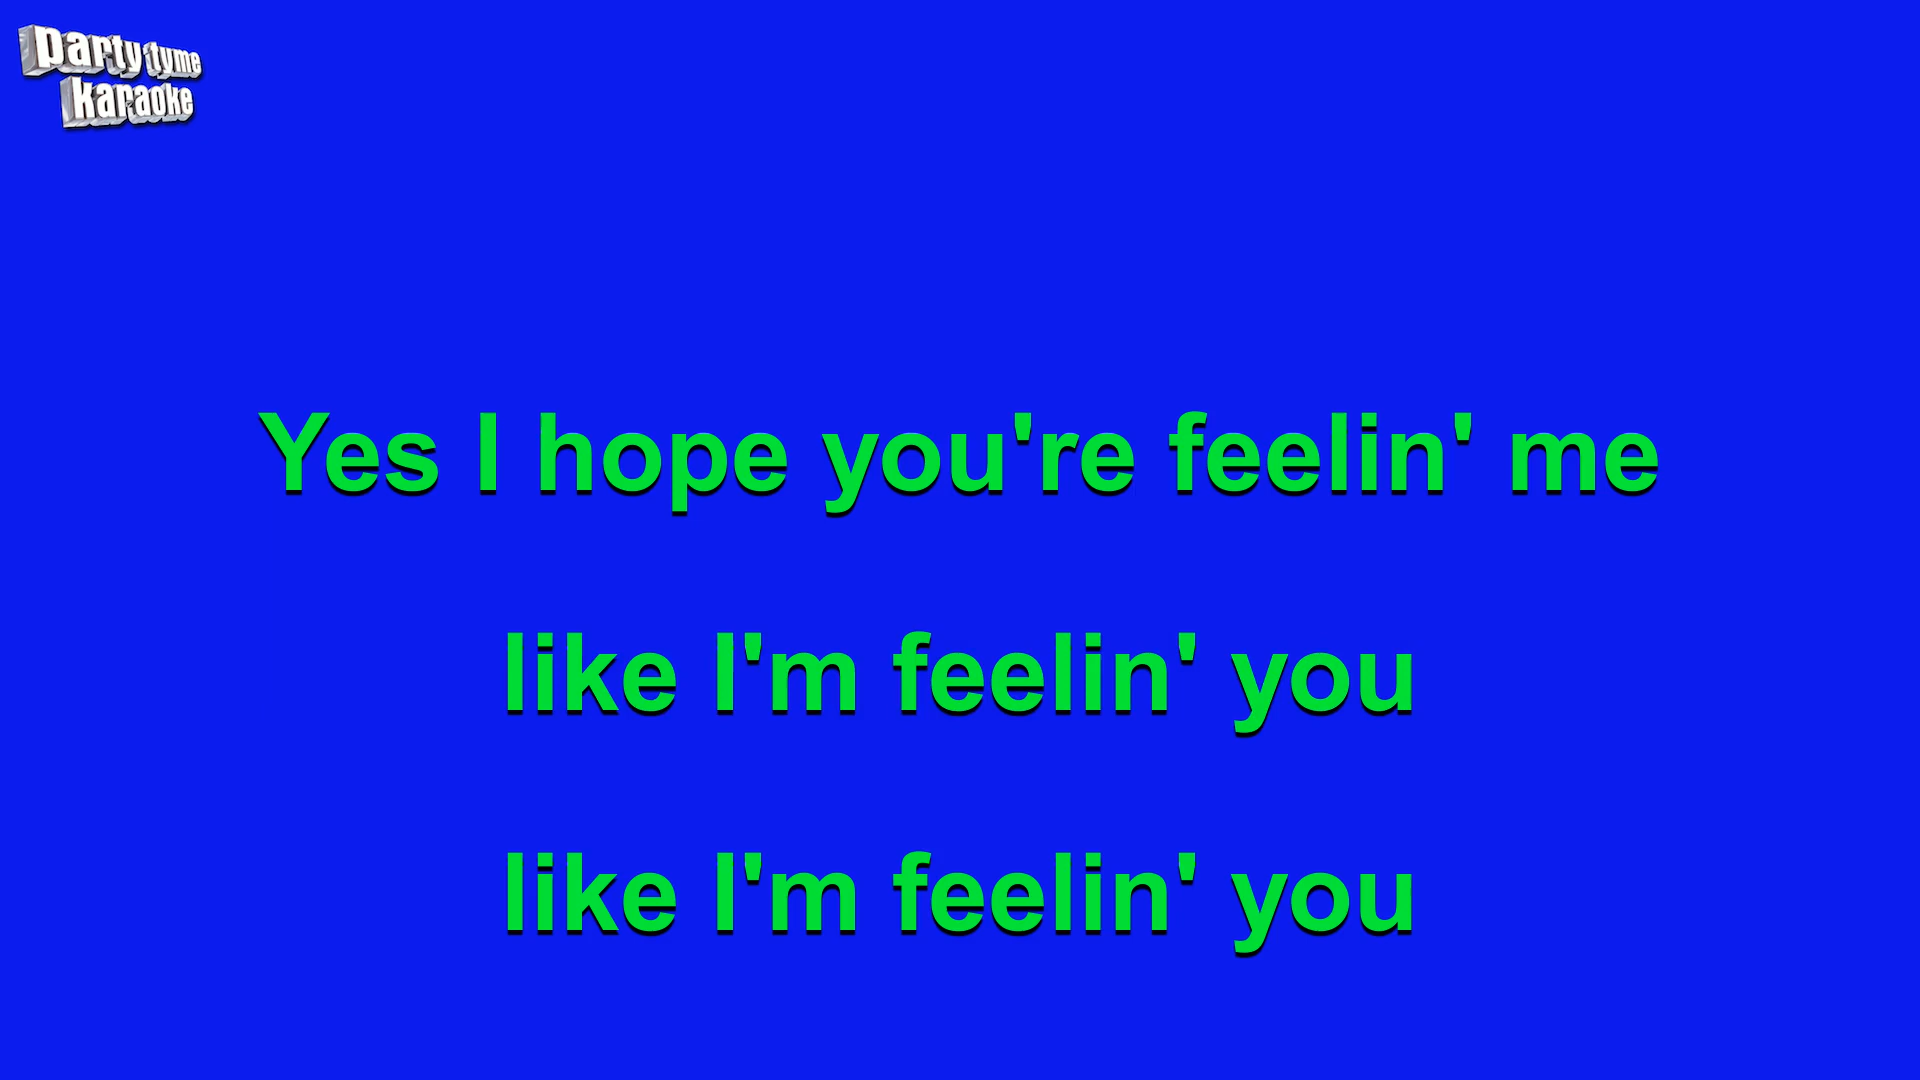 party tyme
karaoke
Yes I hope you're feelin' me
like I'm feelin' you
like I'm feelin' you